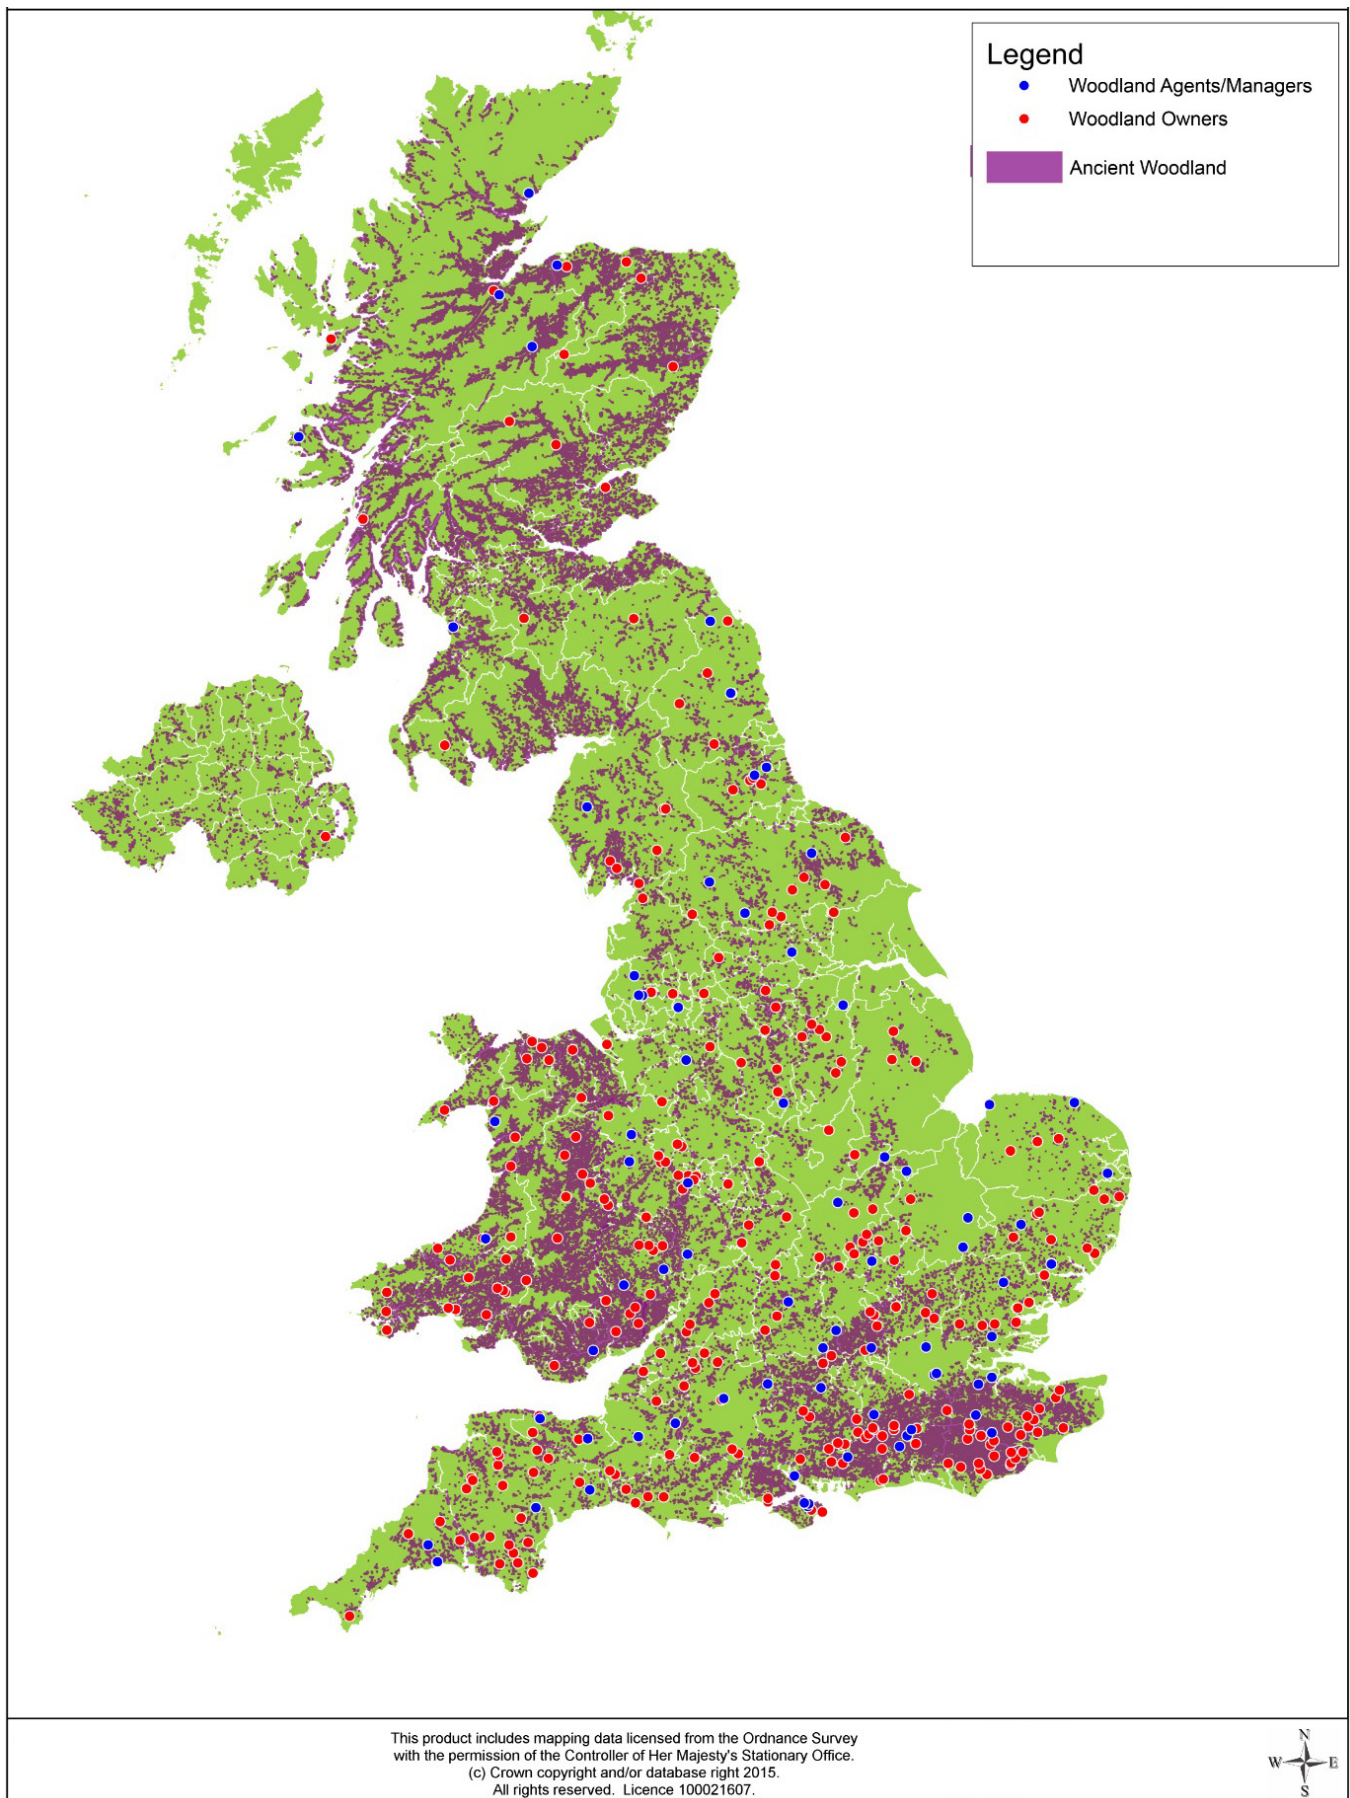 Legend
Woodland Agents/Managers
Woodland Owners
Ancient Woodland
This product includes mapping data licensed from the Ordnance Survey
with the permission of the Controller of Her Majesty's Stationary Office.
(c) Crown copyright and/or database right 2015.
All rights reserved.  Licence 100021607.
N
W E
S